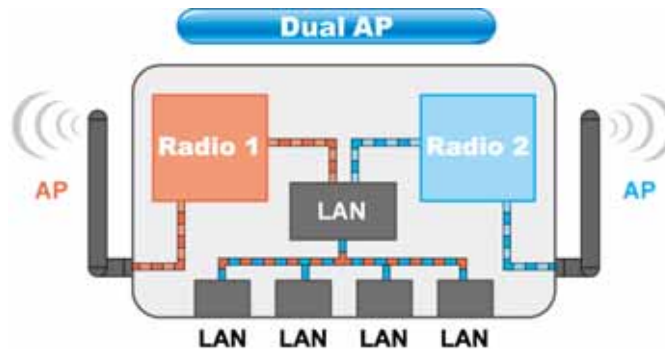 Dual AP
Radio 1
Radio 2
AP
AP
LAN
LAN LAN LAN LAN